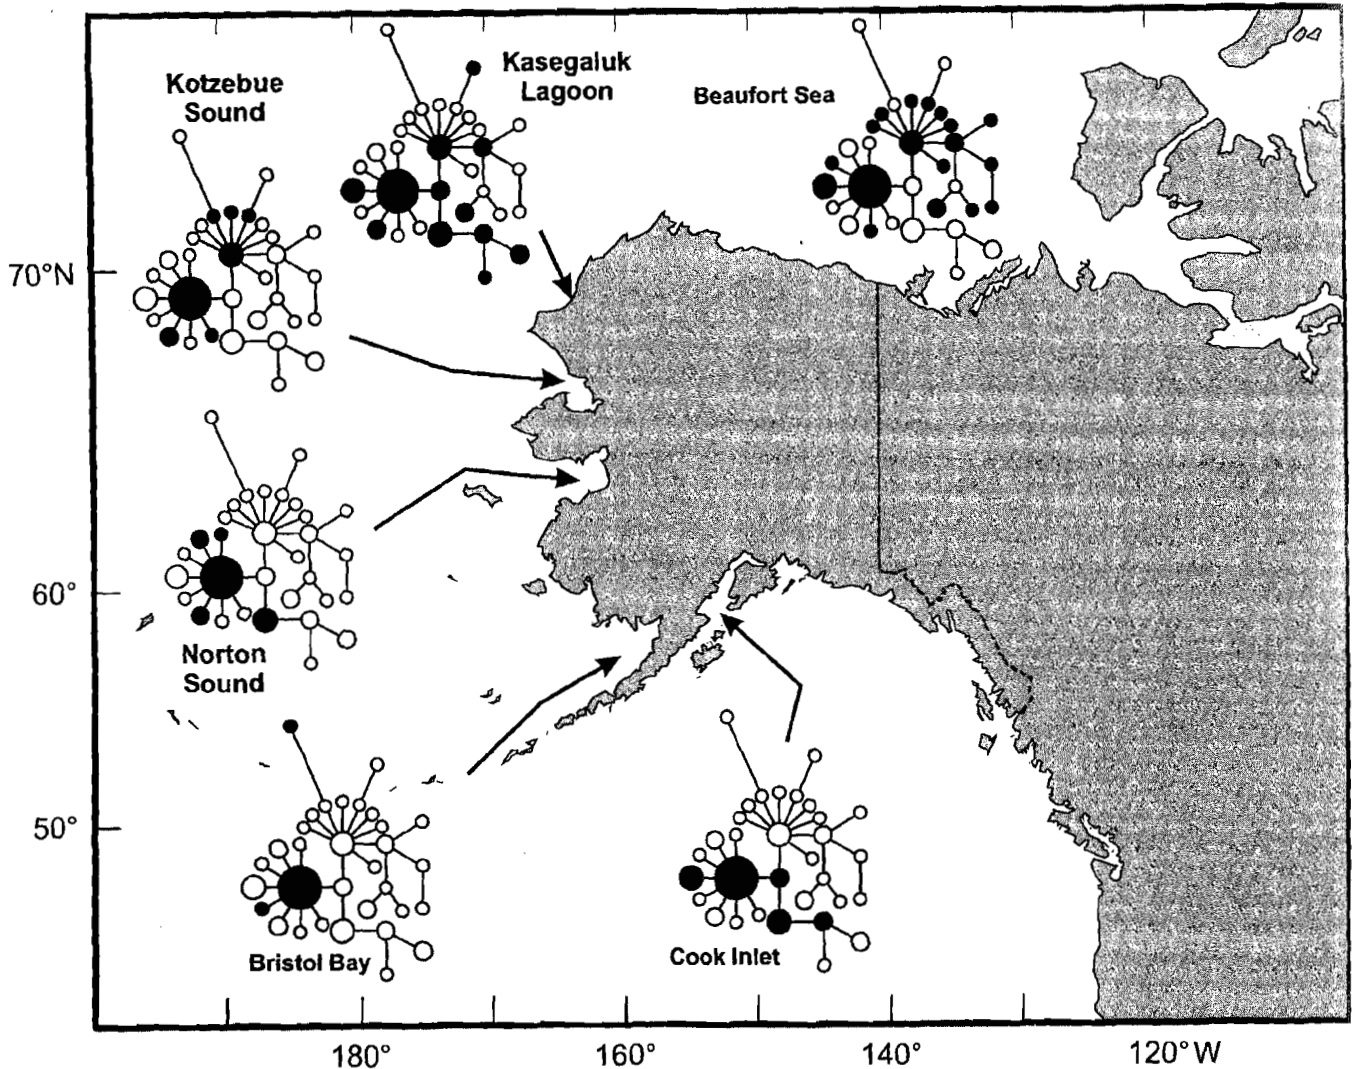 Kotzebue
Sound
Kasegaluk
Lagoon
Beaufort Sea
70°N
Norton
Sound
60°
50°
Bristol Bay
Cook Inlet
180°
160°
140°
120°W